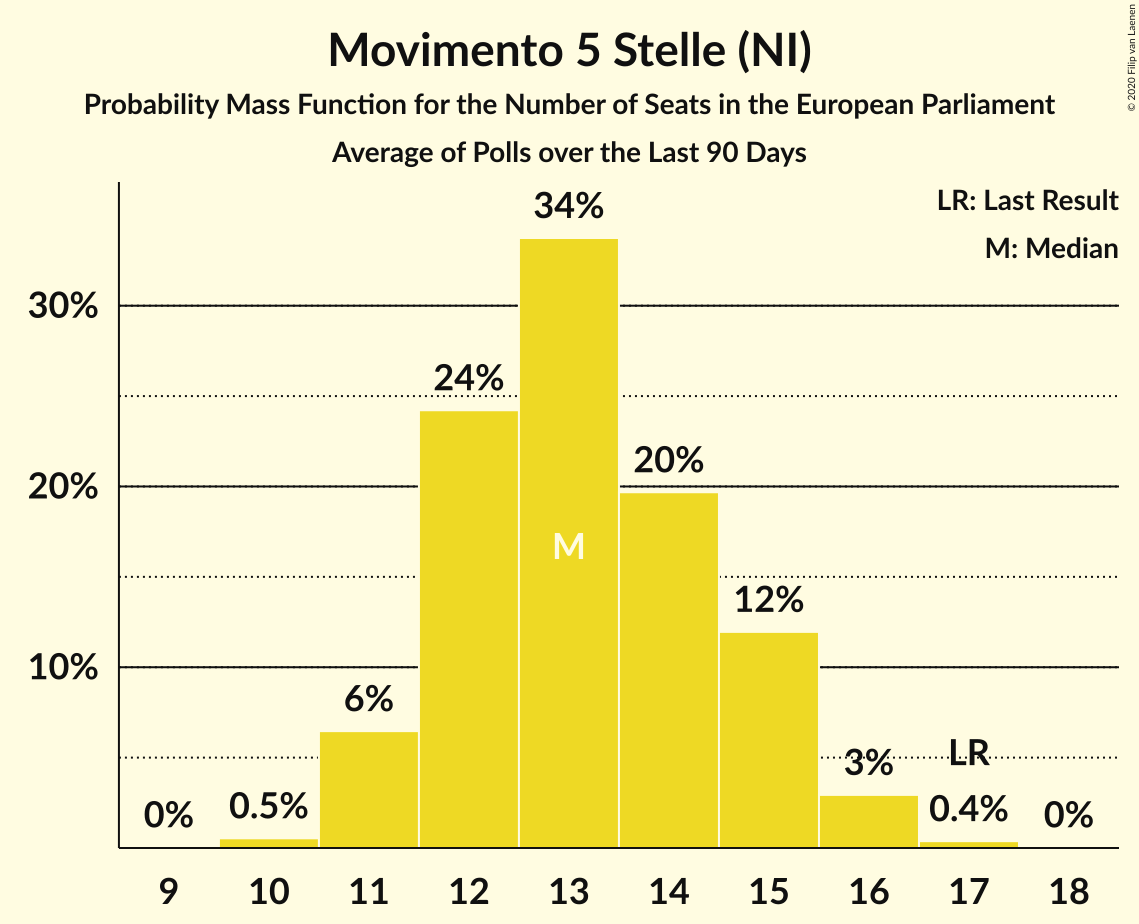 Movimento 5 Stelle (NI)
Probability Mass Function for the Number of Seats in the European Parliament
Average of Polls over the Last 90 Days
© 2020 Filip van Laenen
LR: Last Result
M: Median
34%
30%
24%
20%
20%
M
12%
10%
6%
3%
LR
0%
0.5%
0.4%
0%
9 10 11 12 13 14 15 16 17 18